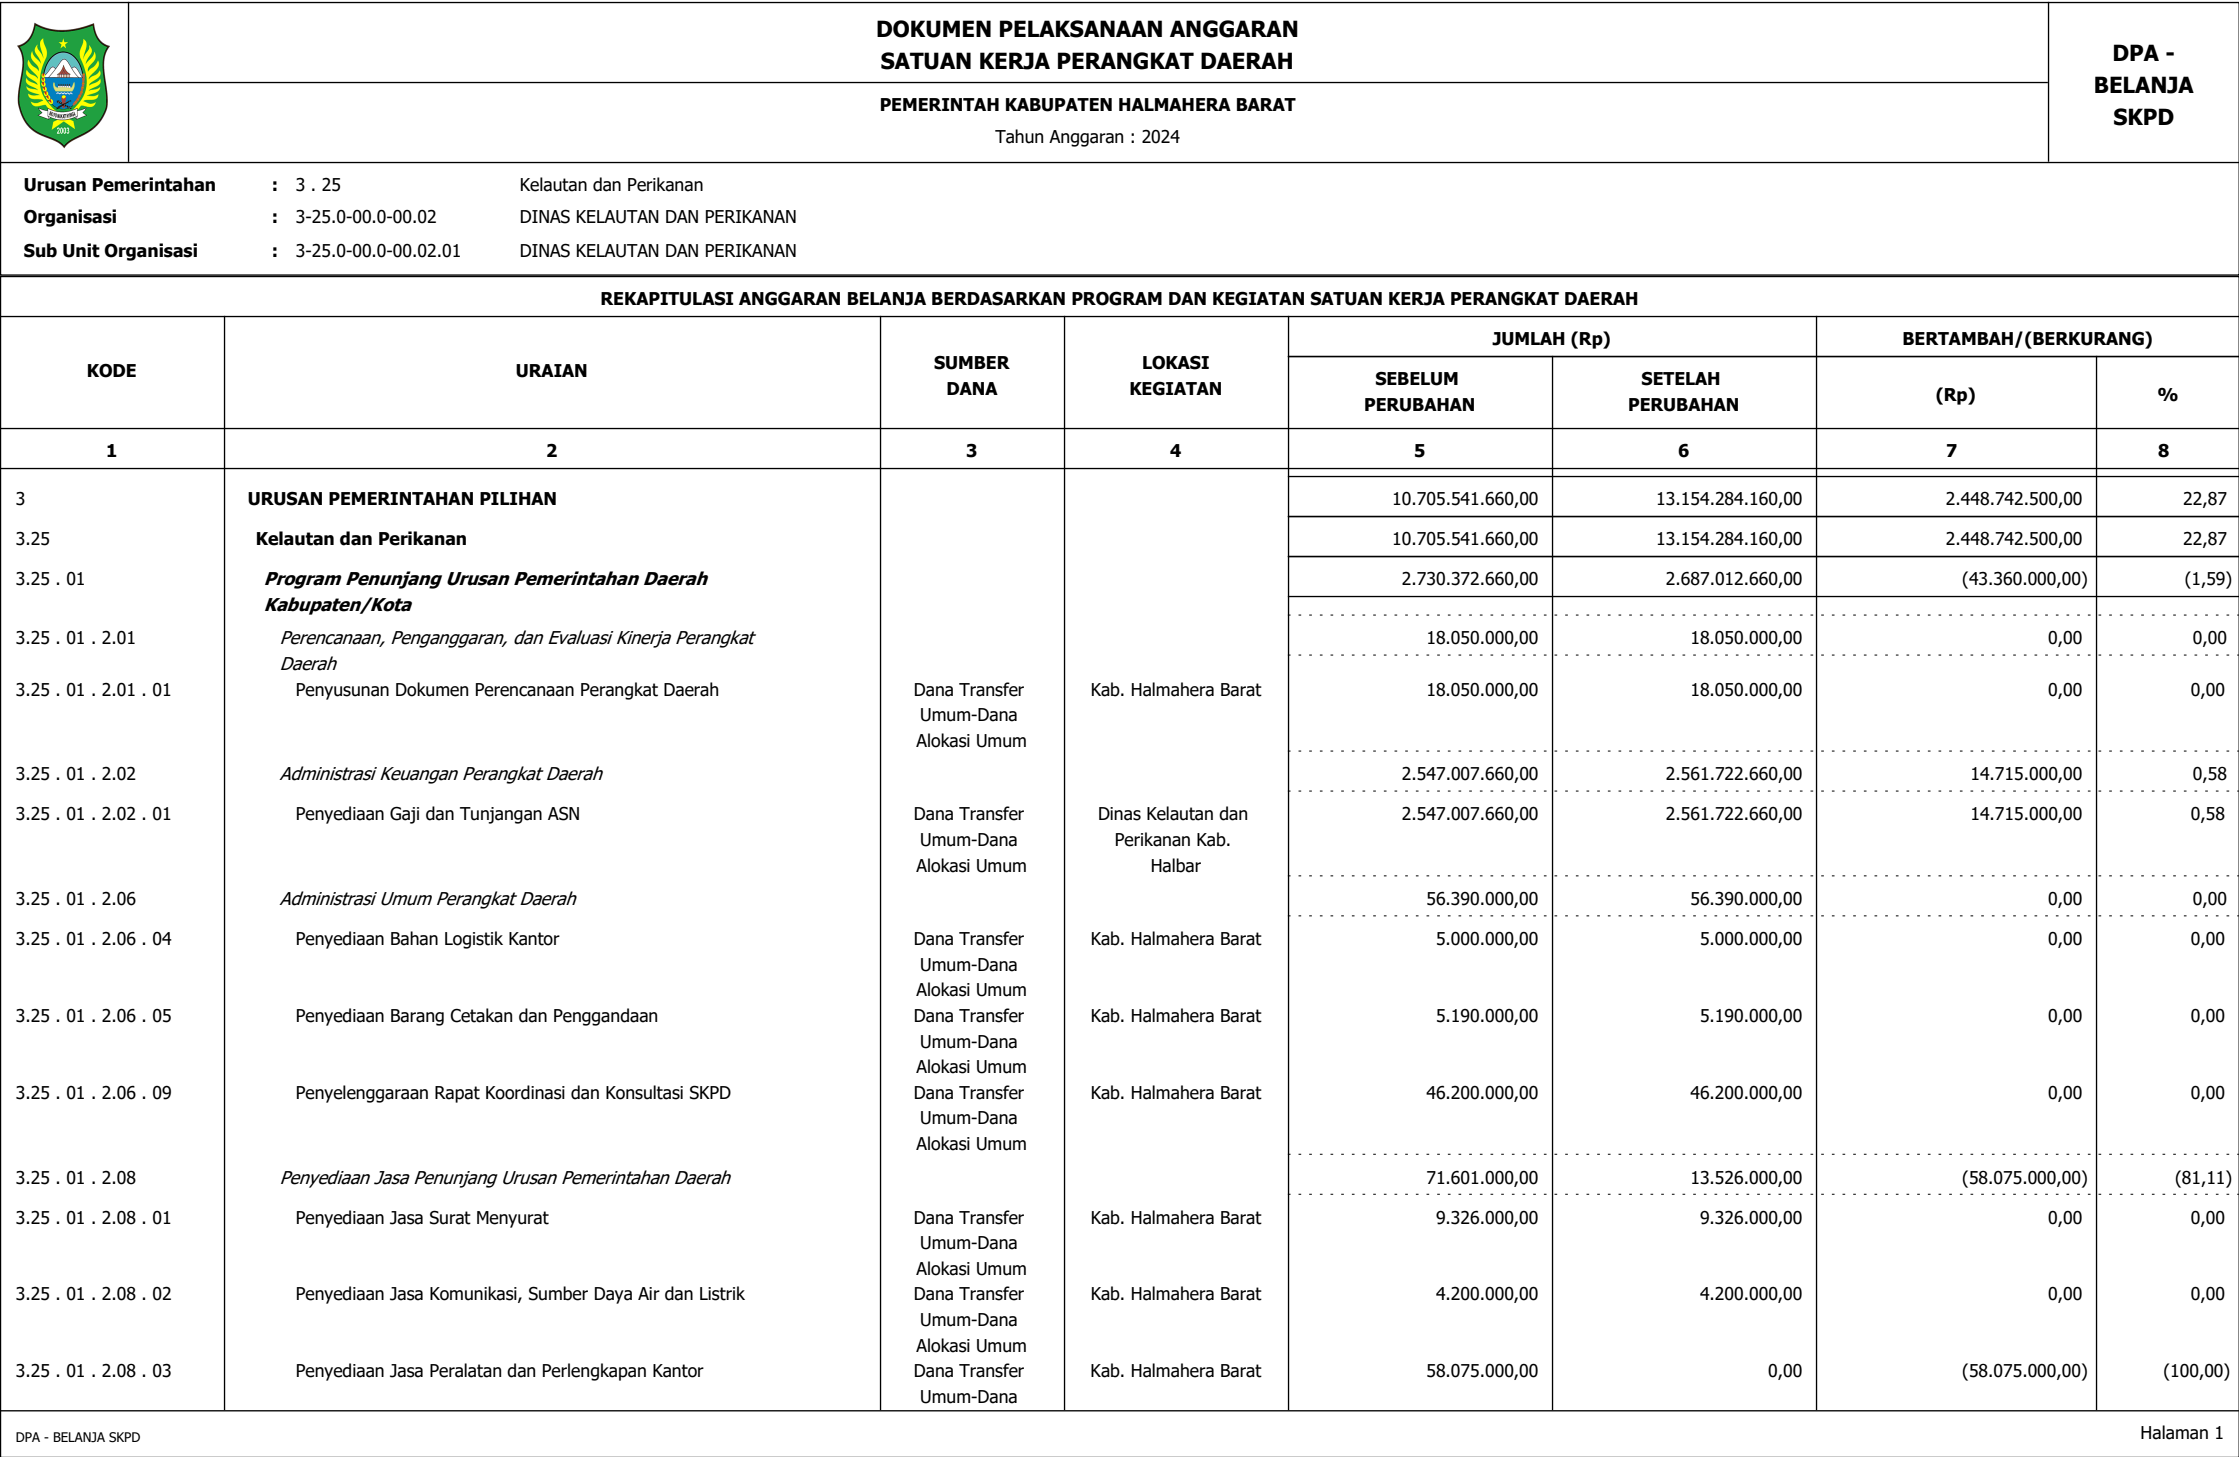 DOKUMEN PELAKSANAAN ANGGARAN
SATUAN KERJA PERANGKAT DAERAH
DPA -
BELANJA
SKPD
PEMERINTAH KABUPATEN HALMAHERA BARAT
Tahun Anggaran : 2024
2003
Urusan Pemerintahan : 3 . 25 Kelautan dan Perikanan
Organisasi : 3-25.0-00.0-00.02 DINAS KELAUTAN DAN PERIKANAN
Sub Unit Organisasi : 3-25.0-00.0-00.02.01 DINAS KELAUTAN DAN PERIKANAN
REKAPITULASI ANGGARAN BELANJA BERDASARKAN PROGRAM DAN KEGIATAN SATUAN KERJA PERANGKAT DAERAH
KODE URAIAN SUMBER DANA LOKASI KEGIATAN JUMLAH (Rp) BERTAMBAH/(BERKURANG)
SEBELUM PERUBAHAN SETELAH PERUBAHAN (Rp) %
1 2 3 4 5 6 7 8
3 URUSAN PEMERINTAHAN PILIHAN 10.705.541.660,00 13.154.284.160,00 2.448.742.500,00 22,87
3.25 Kelautan dan Perikanan 10.705.541.660,00 13.154.284.160,00 2.448.742.500,00 22,87
3.25 . 01 Program Penunjang Urusan Pemerintahan Daerah 2.730.372.660,00 2.687.012.660,00 (43.360.000,00) (1,59)
Kabupaten/Kota
3.25 . 01 . 2.01 Perencanaan, Penganggaran, dan Evaluasi Kinerja Perangkat 18.050.000,00 18.050.000,00 0,00 0,00
Daerah
3.25 . 01 . 2.01 . 01 Penyusunan Dokumen Perencanaan Perangkat Daerah Dana Transfer Kab. Halmahera Barat 18.050.000,00 18.050.000,00 0,00 0,00
Umum-Dana
Alokasi Umum
3.25 . 01 . 2.02 Administrasi Keuangan Perangkat Daerah 2.547.007.660,00 2.561.722.660,00 14.715.000,00 0,58
3.25 . 01 . 2.02 . 01 Penyediaan Gaji dan Tunjangan ASN Dana Transfer Dinas Kelautan dan 2.547.007.660,00 2.561.722.660,00 14.715.000,00 0,58
Umum-Dana Perikanan Kab.
Alokasi Umum Halbar
3.25 . 01 . 2.06 Administrasi Umum Perangkat Daerah 56.390.000,00 56.390.000,00 0,00 0,00
3.25 . 01 . 2.06 . 04 Penyediaan Bahan Logistik Kantor Dana Transfer Kab. Halmahera Barat 5.000.000,00 5.000.000,00 0,00 0,00
Umum-Dana
Alokasi Umum
3.25 . 01 . 2.06 . 05 Penyediaan Barang Cetakan dan Penggandaan Dana Transfer Kab. Halmahera Barat 5.190.000,00 5.190.000,00 0,00 0,00
Umum-Dana
Alokasi Umum
3.25 . 01 . 2.06 . 09 Penyelenggaraan Rapat Koordinasi dan Konsultasi SKPD Dana Transfer Kab. Halmahera Barat 46.200.000,00 46.200.000,00 0,00 0,00
Umum-Dana
Alokasi Umum
3.25 . 01 . 2.08 Penyediaan Jasa Penunjang Urusan Pemerintahan Daerah 71.601.000,00 13.526.000,00 (58.075.000,00) (81,11)
3.25 . 01 . 2.08 . 01 Penyediaan Jasa Surat Menyurat Dana Transfer Kab. Halmahera Barat 9.326.000,00 9.326.000,00 0,00 0,00
Umum-Dana
Alokasi Umum
3.25 . 01 . 2.08 . 02 Penyediaan Jasa Komunikasi, Sumber Daya Air dan Listrik Dana Transfer Kab. Halmahera Barat 4.200.000,00 4.200.000,00 0,00 0,00
Umum-Dana
Alokasi Umum
3.25 . 01 . 2.08 . 03 Penyediaan Jasa Peralatan dan Perlengkapan Kantor Dana Transfer Kab. Halmahera Barat 58.075.000,00 0,00 (58.075.000,00) (100,00)
Umum-Dana
DPA - BELANJA SKPD Halaman 1